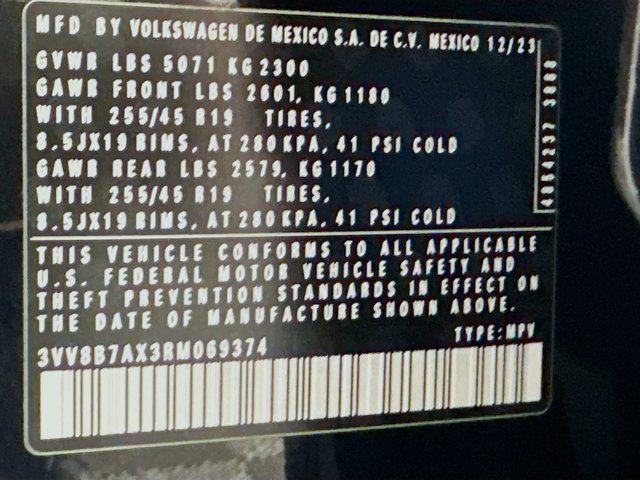 MFD BY VOLKSWAGEN DE MEXICO S.A. DE C.V. MEXICO 12/23
GVWR LBS 5071 KG 2300
GAWR FRONT LBS 2601, KG 1180
WITH 255/45 R19 TIRES,
8.5JX19 RIMS, AT 280 KPA, 41 PSI COLD
GAWR REAR LBS 2579, KG 1170
WITH 255/45 R19 TIRES,
8.5JX19 RIMS, AT 280 KPA, 41 PSI COLD
THIS VEHICLE CONFORMS TO ALL APPLICABLE
U.S. FEDERAL MOTOR VEHICLE SAFETY AND
THEFT PREVENTION STANDARDS IN EFFECT ON
THE DATE OF MANUFACTURE SHOWN ABOVE.
TYPE:MPV
3VV8B7AX3RM069374